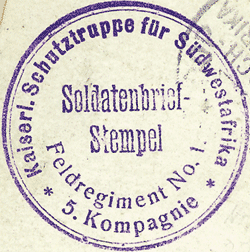 Kaiserl. Schutztruppe für Südwestafrika
Soldatenbrief-
Stempel
Feldregiment No. 1.
* 5. Kompagnie *